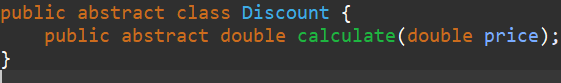 public abstract class Discount {
    public abstract double calculate(double price);
}